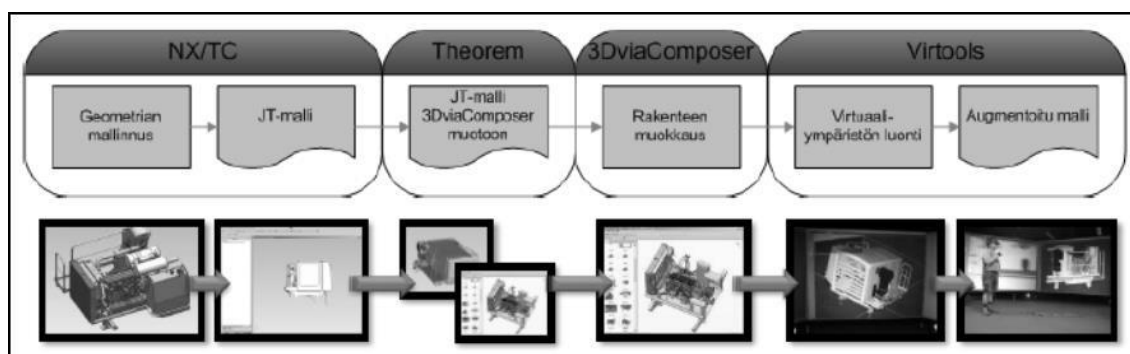 NX/TC
Theorem
3DviaComposer
Virtools
Geometrian
mallinnus
JT-malli
JT-malli
3DviaComposer
muotoon
Rakenteen
muokkaus
Virtuaali-
ympäristön luonti
Augmentoitu malli